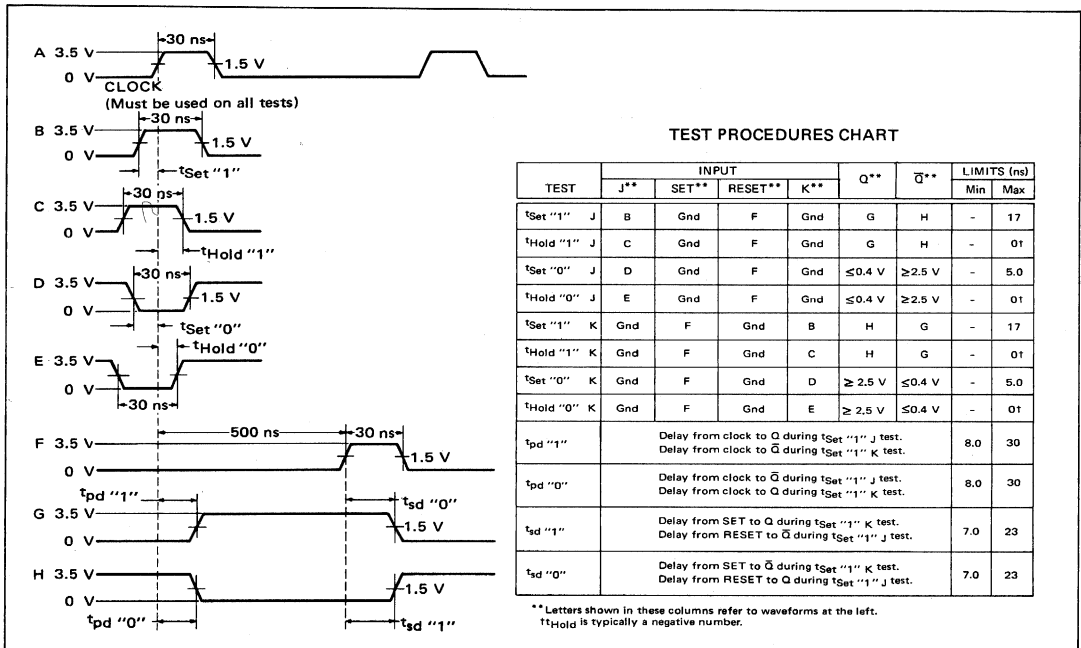 30 ns
A 3.5 V
1.5 V
0 V
CLOCK
(Must be used on all tests)
30 ns
B 3.5 V
1.5 V
0 V
tSet "1"
30 ns
C 3.5 V
1.5 V
0 V
tHold "1"
30 ns
D 3.5 V
1.5 V
0 V
tSet "0"
tHold "0"
E 3.5 V
0 V
30 ns
500 ns 30 ns
F 3.5 V
1.5 V
0 V
tpd "1" tsd "0"
G 3.5 V
1.5 V
0 V
H 3.5 V
1.5 V
0 V
tpd "0" tsd "1"
TEST PROCEDURES CHART
TEST INPUT Q** Q̅** LIMITS (ns)
J** SET** RESET** K** Min Max
tSet "1" J B Gnd F Gnd G H - 17
tHold "1" J C Gnd F Gnd G H - 0†
tSet "0" J D Gnd F Gnd ≤0.4 V ≥2.5 V - 5.0
tHold "0" J E Gnd F Gnd ≤0.4 V ≥2.5 V - 0†
tSet "1" K Gnd F Gnd B H G - 17
tHold "1" K Gnd F Gnd C H G - 0†
tSet "0" K Gnd F Gnd D ≥ 2.5 V ≤0.4 V - 5.0
tHold "0" K Gnd F Gnd E ≥ 2.5 V ≤0.4 V - 0†
tpd "1" Delay from clock to Q during tSet "1" J test. 8.0 30
Delay from clock to Q̅ during tSet "1" K test.
tpd "0" Delay from clock to Q̅ during tSet "1" J test. 8.0 30
Delay from clock to Q during tSet "1" K test.
tsd "1" Delay from SET to Q during tSet "1" K test. 7.0 23
Delay from RESET to Q̅ during tSet "1" J test.
tsd "0" Delay from SET to Q̅ during tSet "1" K test. 7.0 23
Delay from RESET to Q during tSet "1" J test.
**Letters shown in these columns refer to waveforms at the left.
†tHold is typically a negative number.